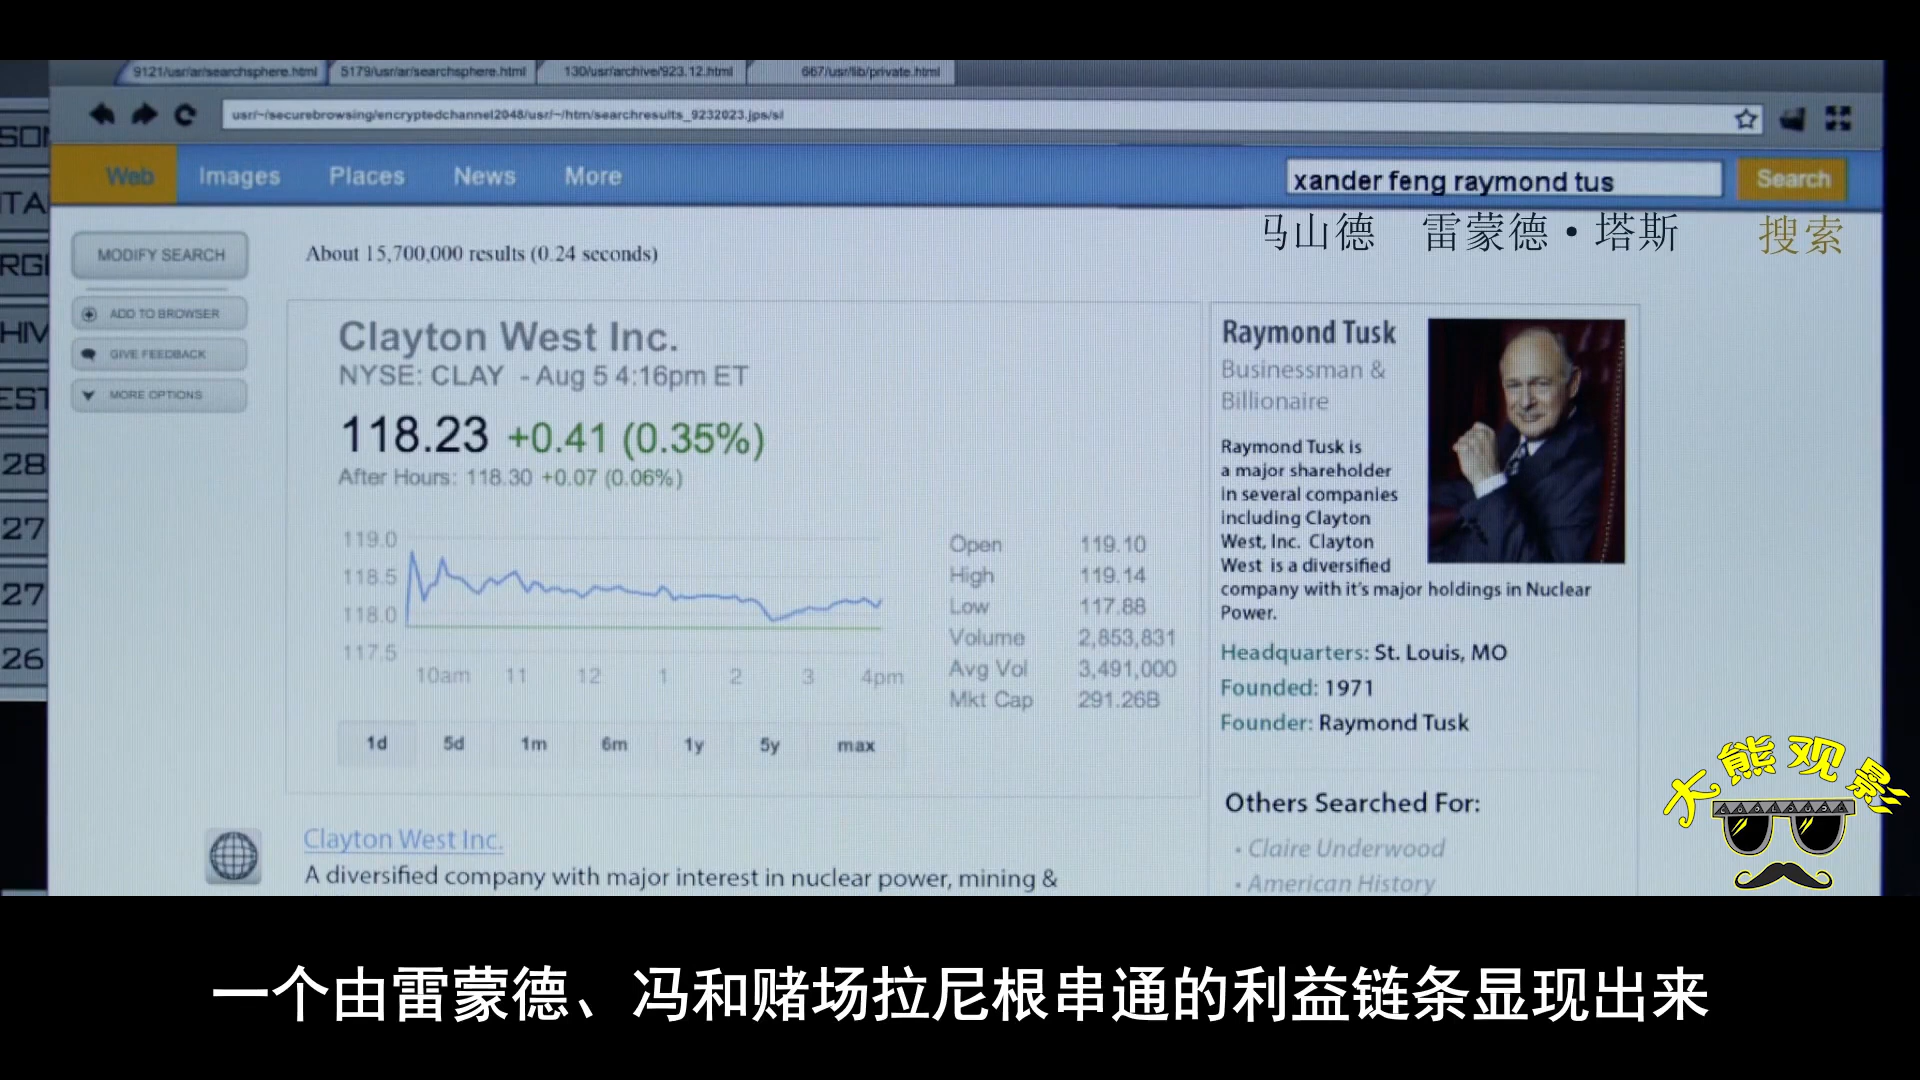 9121/usr/ar/searchsphere.html
5179/usr/ar/searchsphere.html
130/usr/archive/923.12.html
667/usr/lib/private.html
usr/~/securebrowsing/encryptedchannel2048/usr/~/htm/searchresults_9232023.jps/sl
Web
Images
Places
News
More
xander feng raymond tus
Search
马山德 雷蒙德·塔斯 搜索
MODIFY SEARCH
ADD TO BROWSER
GIVE FEEDBACK
MORE OPTIONS
About 15,700,000 results (0.24 seconds)
Clayton West Inc.
NYSE: CLAY - Aug 5 4:16pm ET
118.23 +0.41 (0.35%)
After Hours: 118.30 +0.07 (0.06%)
119.0
118.5
118.0
117.5
10am 11 12 1 2 3 4pm
Open 119.10
High 119.14
Low 117.88
Volume 2,853,831
Avg Vol 3,491,000
Mkt Cap 291.26B
1d 5d 1m 6m 1y 5y max
Clayton West Inc.
A diversified company with major interest in nuclear power, mining &
Raymond Tusk
Businessman &
Billionaire
Raymond Tusk is
a major shareholder
in several companies
including Clayton
West, Inc. Clayton
West is a diversified
company with it's major holdings in Nuclear
Power.
Headquarters: St. Louis, MO
Founded: 1971
Founder: Raymond Tusk
Others Searched For:
• Claire Underwood
• American History
SON
ITA
RGI
HIV
EST
28
27
27
26
大熊观影
一个由雷蒙德、冯和赌场拉尼根串通的利益链条显现出来